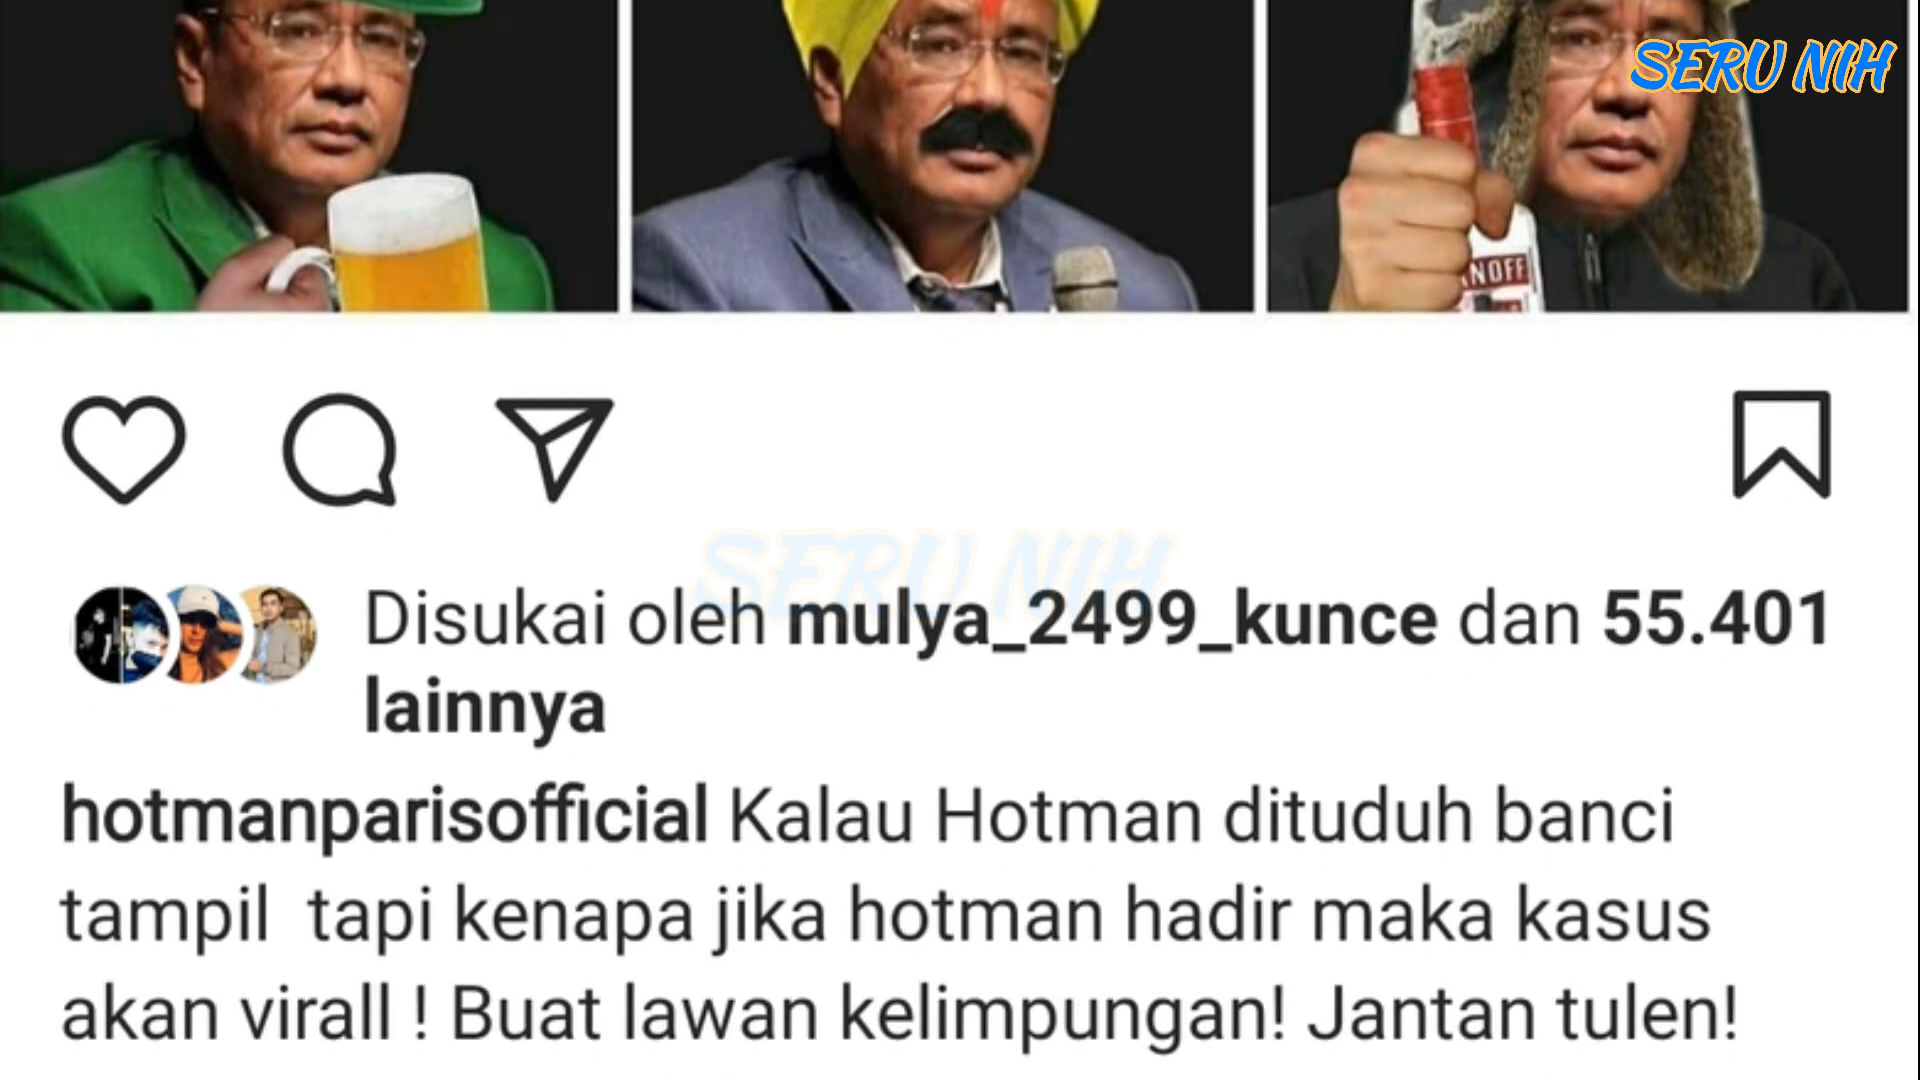 SERU NIH
NOFF
SERU NIH
Disukai oleh mulya_2499_kunce dan 55.401
lainnya
hotmanparisofficial Kalau Hotman dituduh banci
tampil tapi kenapa jika hotman hadir maka kasus
akan virall ! Buat lawan kelimpungan! Jantan tulen!